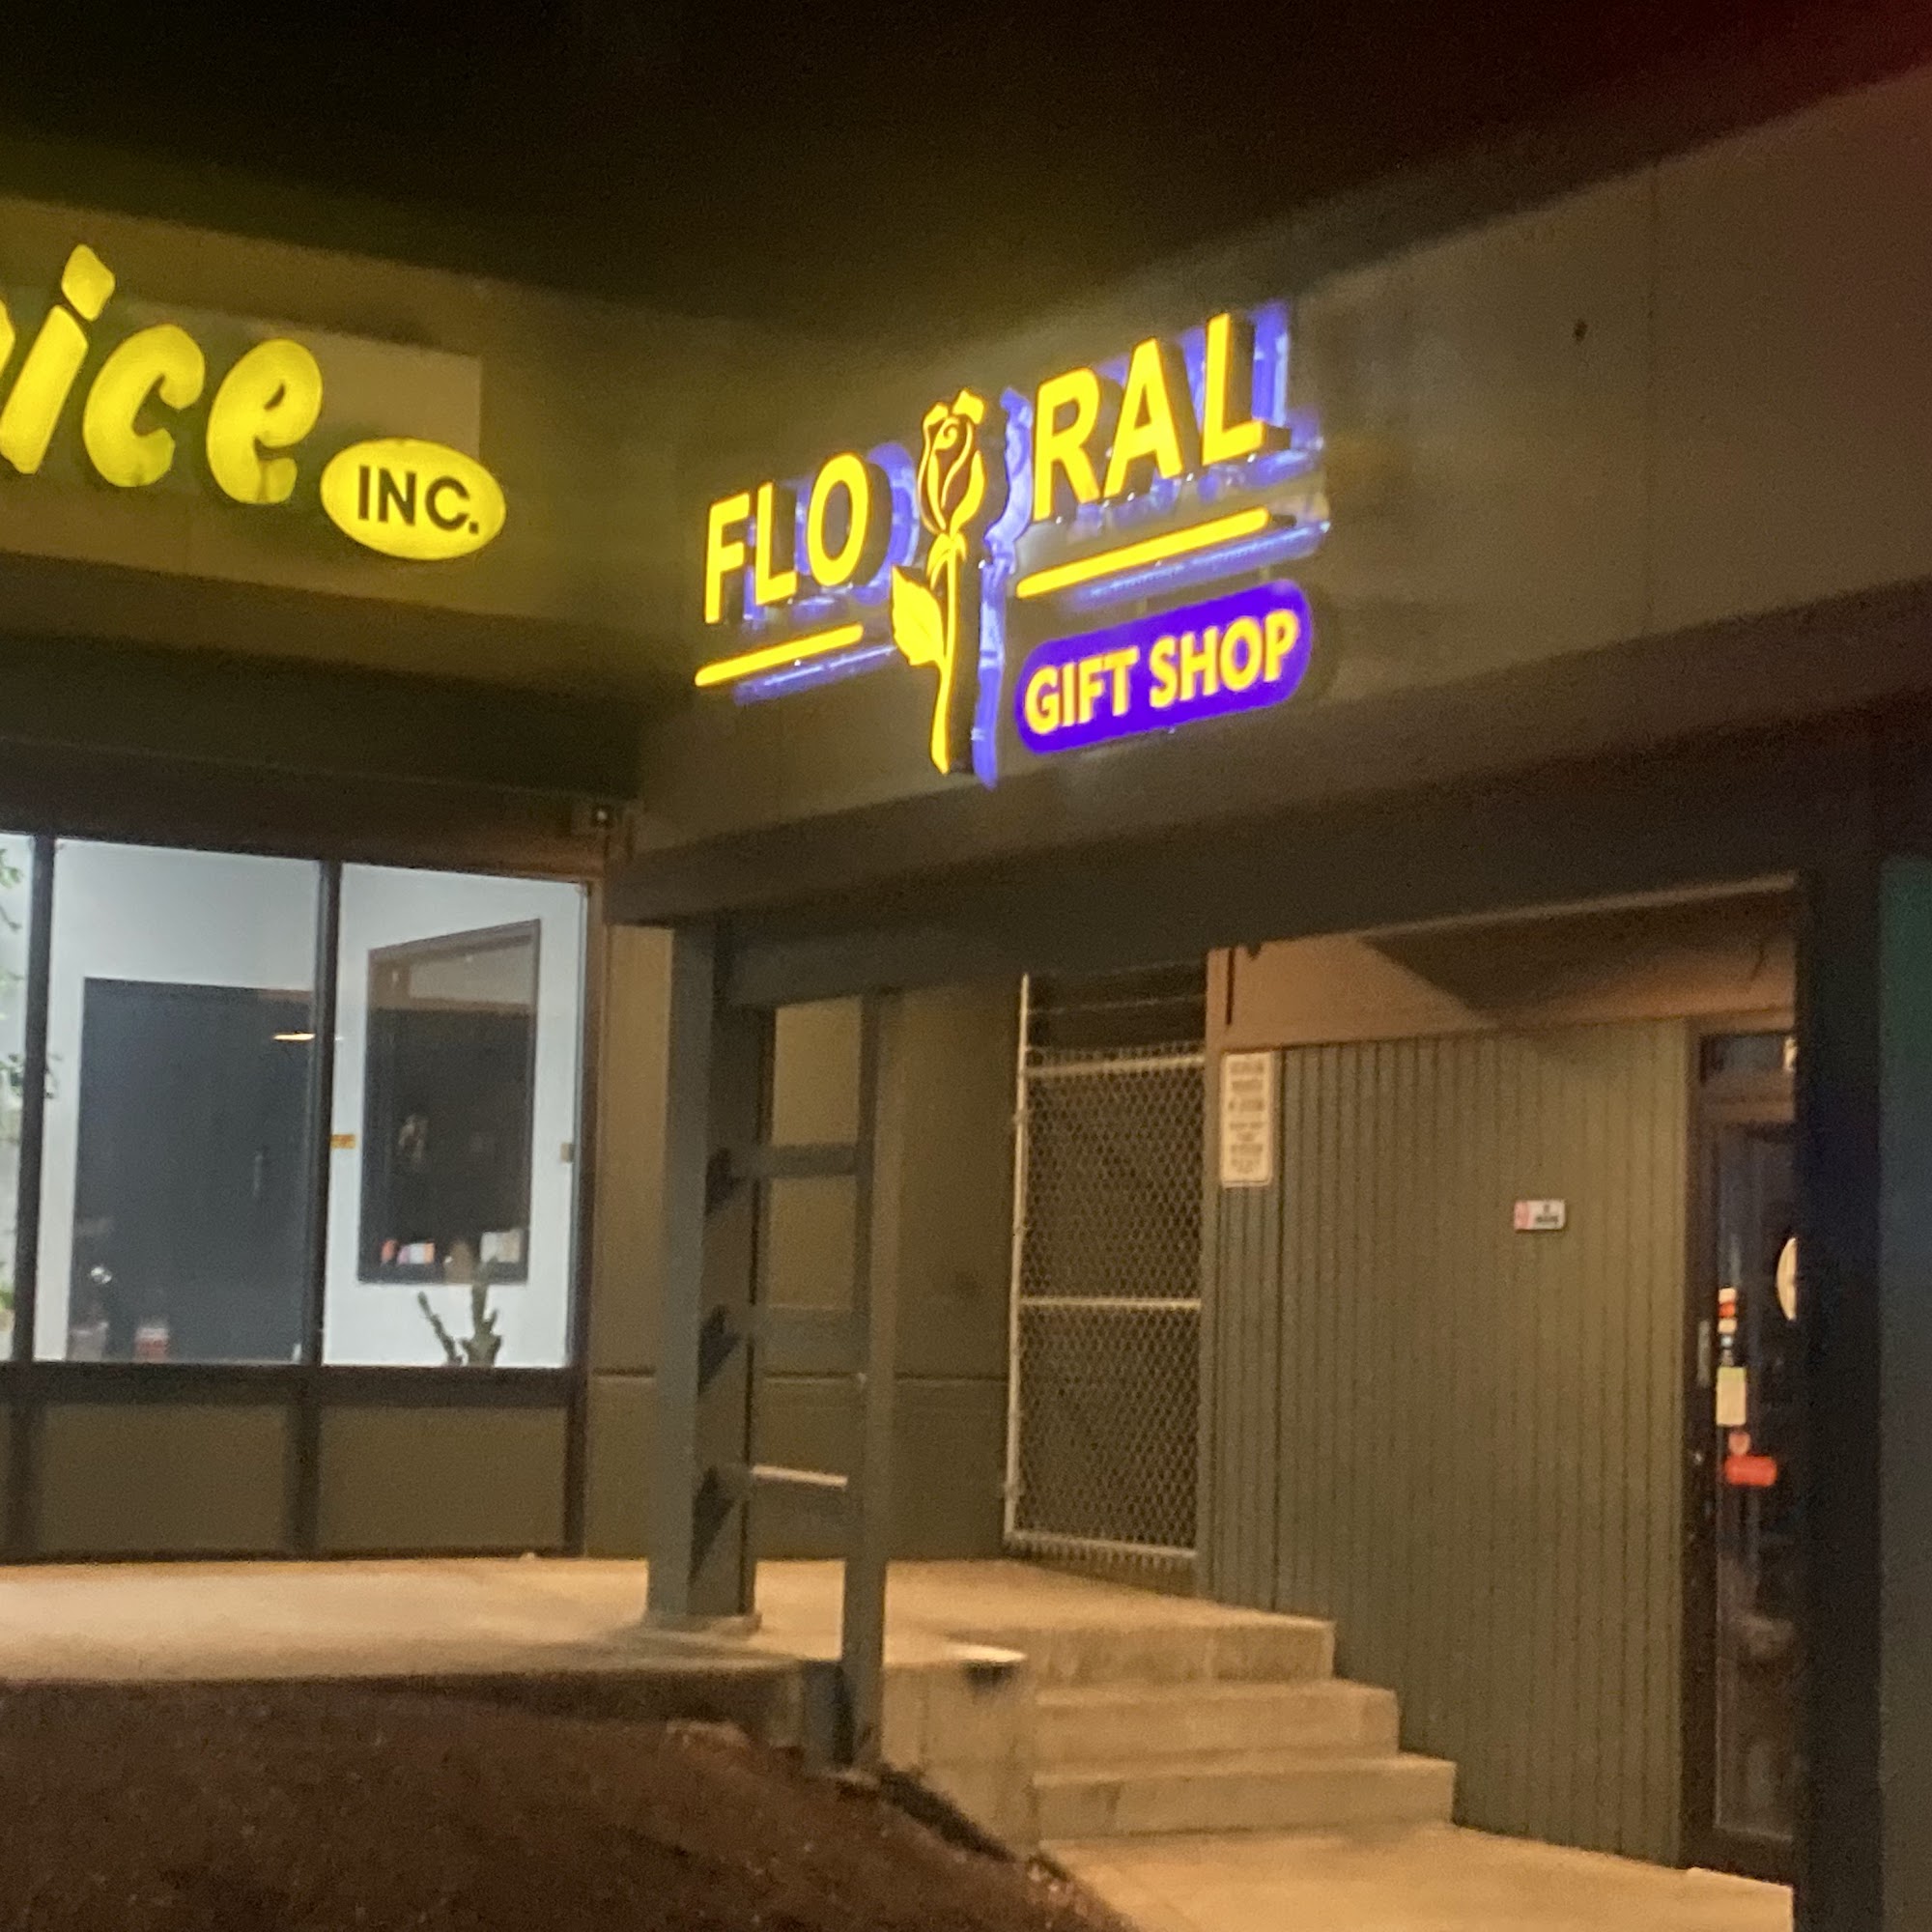 ice
INC.
FLORAL
GIFT SHOP